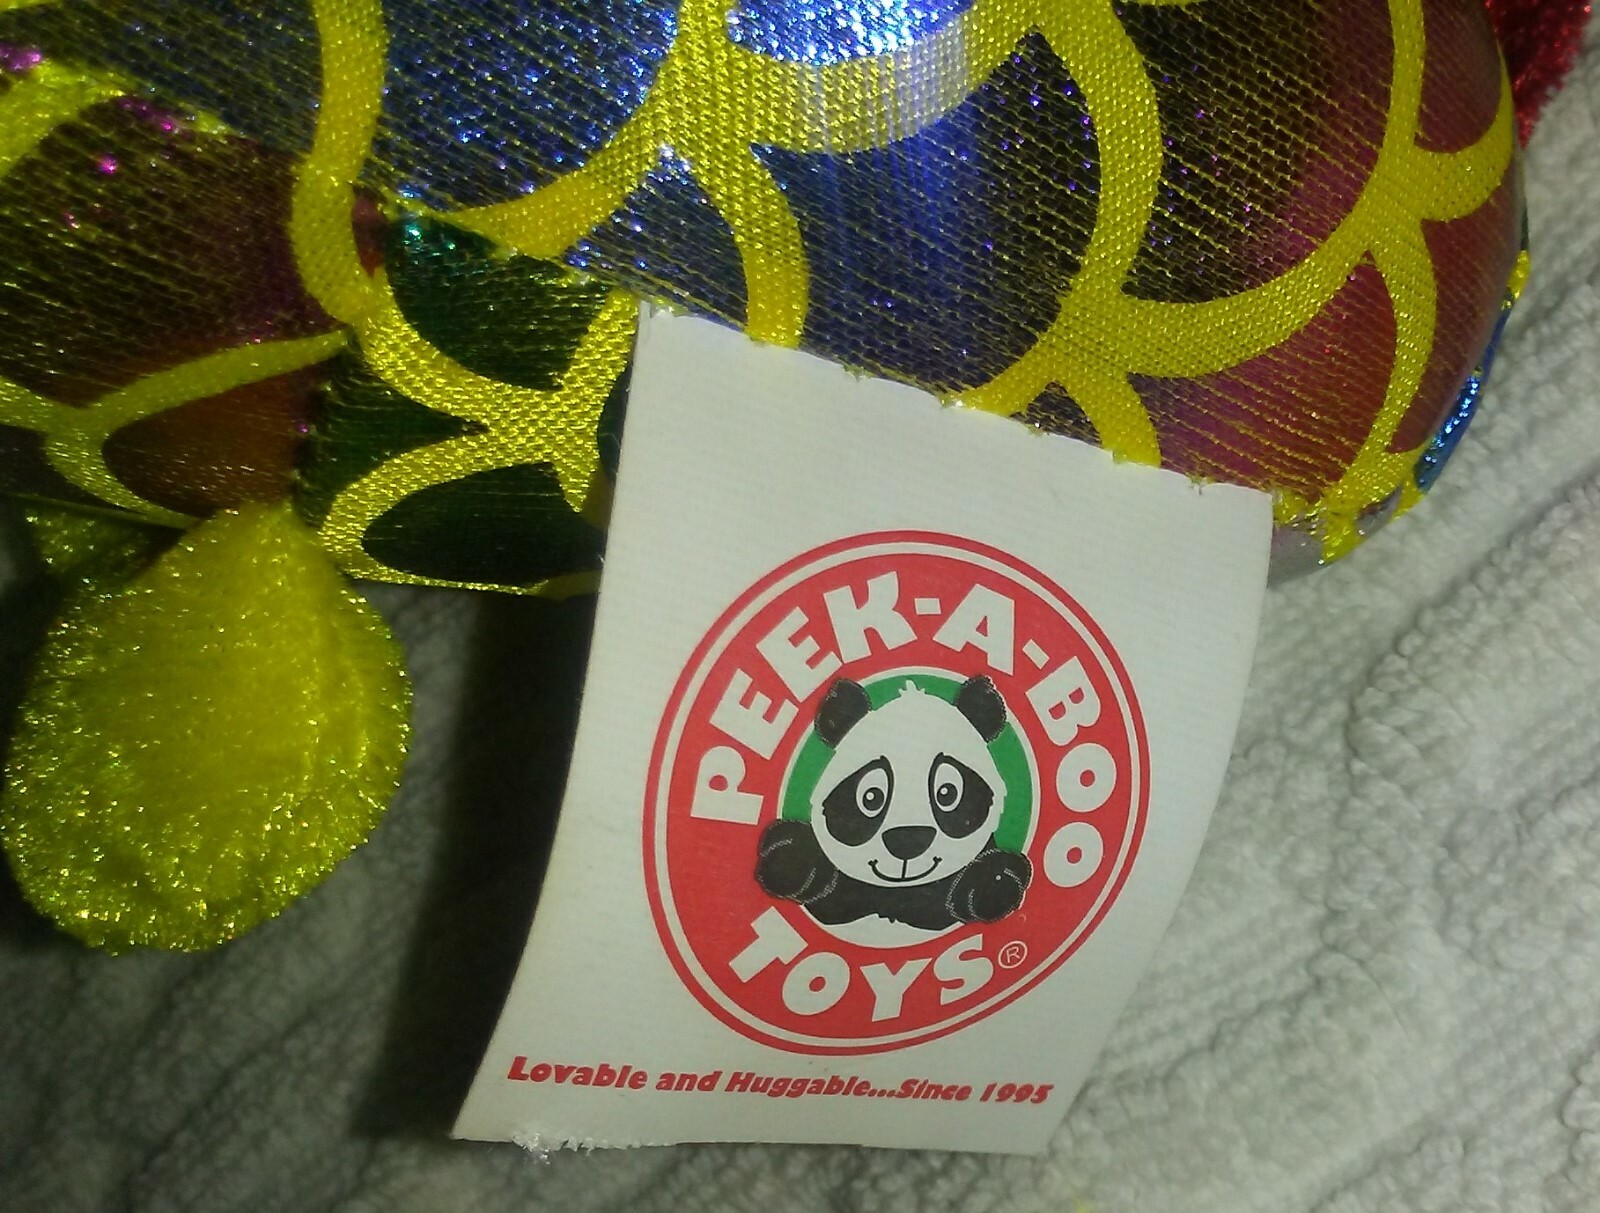 PEEK-A-BOO
TOYS®
Lovable and Huggable...Since 1995